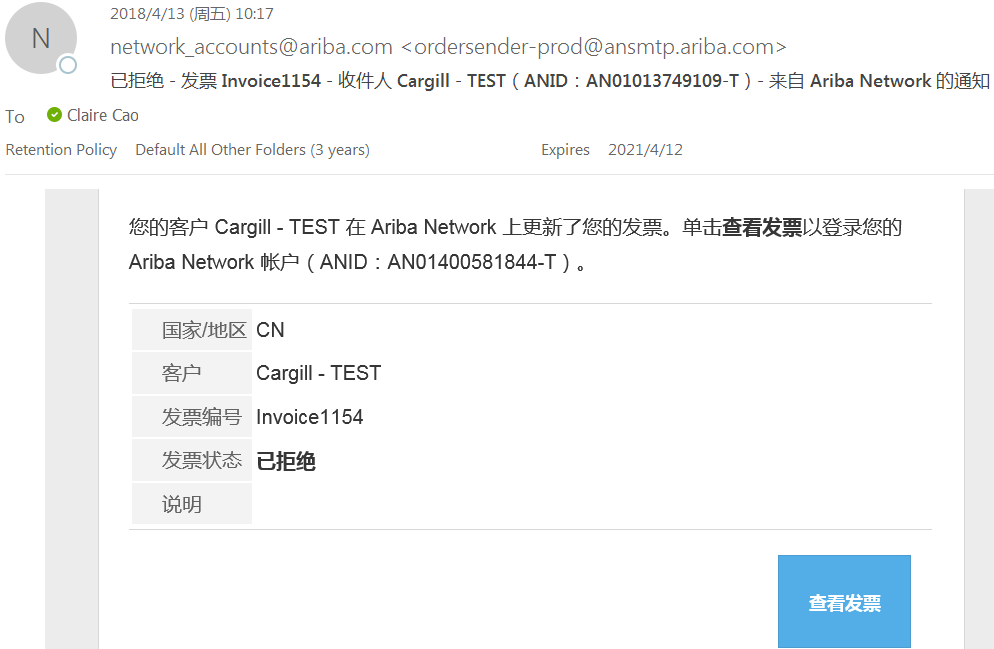 N
2018/4/13 (周五) 10:17
network_accounts@ariba.com <ordersender-prod@ansmtp.ariba.com>
已拒绝 - 发票 Invoice1154 - 收件人 Cargill - TEST（ANID：AN01013749109-T）- 来自 Ariba Network 的通知
To Claire Cao
Retention Policy Default All Other Folders (3 years) Expires 2021/4/12
您的客户 Cargill - TEST 在 Ariba Network 上更新了您的发票。单击查看发票以登录您的
Ariba Network 帐户（ANID：AN01400581844-T）。
国家/地区 CN
客户 Cargill - TEST
发票编号 Invoice1154
发票状态 已拒绝
说明
查看发票